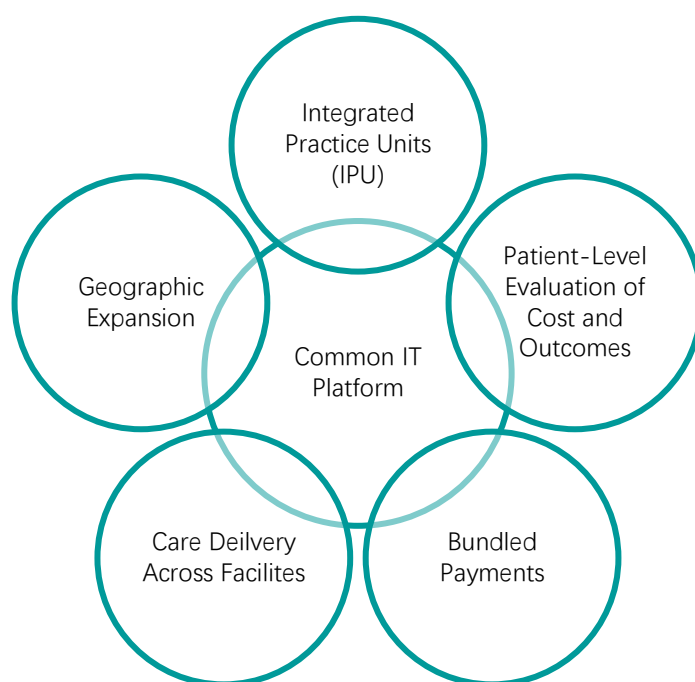 Integrated
Practice Units
(IPU)
Patient-Level
Evaluation of
Cost and
Outcomes
Geographic
Expansion
Common IT
Platform
Care Deilvery
Across Facilites
Bundled
Payments